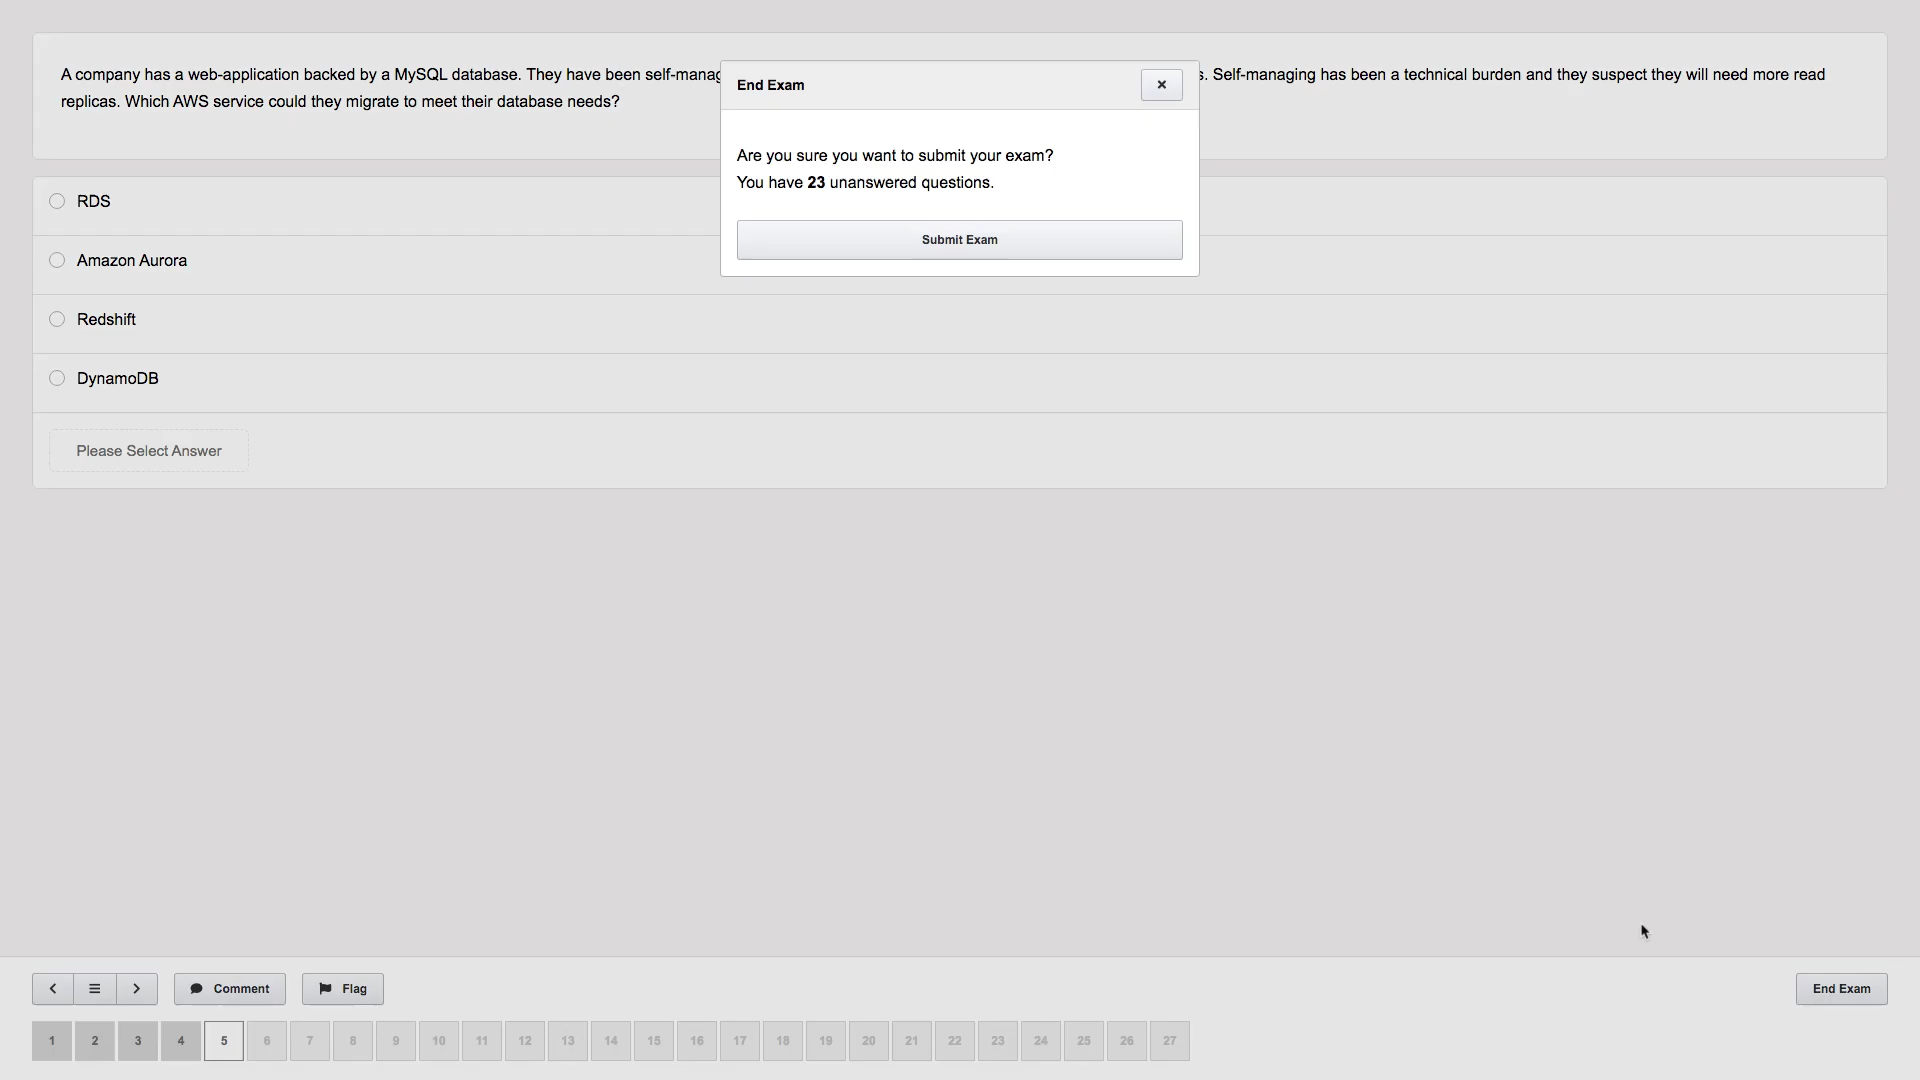 A company has a web-application backed by a MySQL database. They have been
s. Self-managing has been a technical burden and they suspect they will need more read
replicas. Which AWS service could they migrate to meet their database needs?
End Exam
×
Are you sure you want to submit your exam?
You have 23 unanswered questions.
Submit Exam
RDS
Amazon Aurora
Redshift
DynamoDB
Please Select Answer
Comment
Flag
End Exam
1 2 3 4 5 6 7 8 9 10 11 12 13 14 15 16 17 18 19 20 21 22 23 24 25 26 27